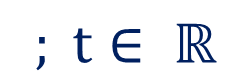 ; t ∈ ℝ